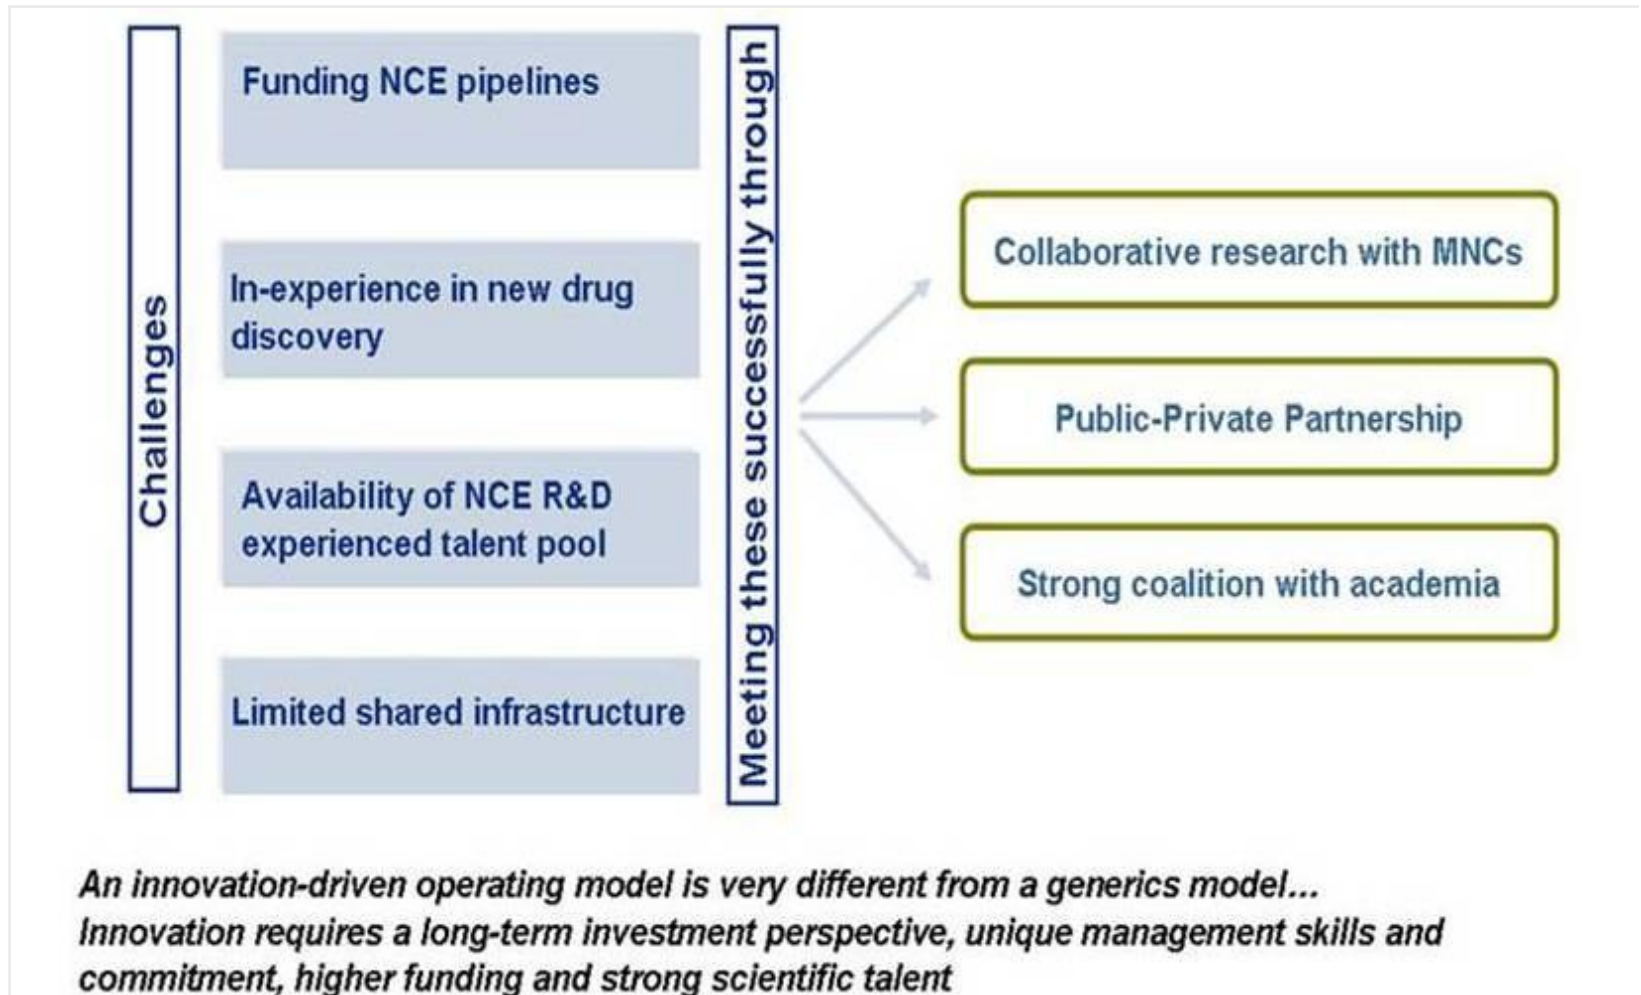 Challenges
Funding NCE pipelines
In-experience in new drug
discovery
Availability of NCE R&D
experienced talent pool
Limited shared infrastructure
Meeting these successfully through
Collaborative research with MNCs
Public-Private Partnership
Strong coalition with academia
An innovation-driven operating model is very different from a generics model...
Innovation requires a long-term investment perspective, unique management skills and
commitment, higher funding and strong scientific talent